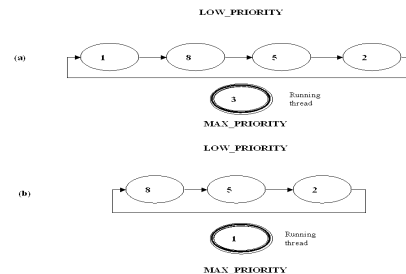 LOW_PRIORITY
(a) 1 8 5 2
3 Running
thread
MAX_PRIORITY
LOW_PRIORITY
(b) 8 5 2
1 Running
thread
MAX_PRIORITY